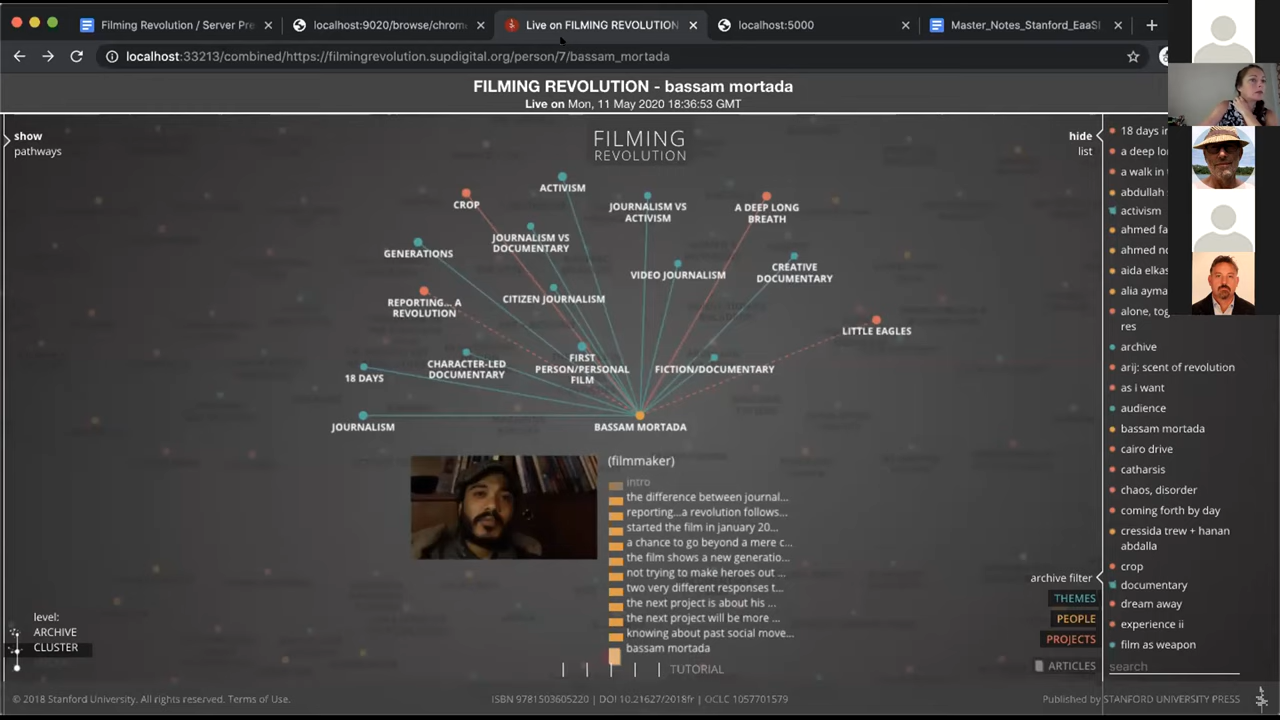 Filming Revolution / Server Pre
localhost:9020/browse/chrom
Live on FILMING REVOLUTION
localhost:5000
Master_Notes_Stanford_EaaSI
localhost:33213/combined/https://filmingrevolution.supdigital.org/person/7/bassam_mortada
FILMING REVOLUTION - bassam mortada
Live on Mon, 11 May 2020 18:36:53 GMT
show
pathways
FILMING
REVOLUTION
hide
list
CROP
ACTIVISM
JOURNALISM VS
ACTIVISM
A DEEP LONG
BREATH
GENERATIONS
JOURNALISM VS
DOCUMENTARY
VIDEO JOURNALISM
CREATIVE
DOCUMENTARY
REPORTING... A
REVOLUTION
CITIZEN JOURNALISM
LITTLE EAGLES
18 DAYS
CHARACTER-LED
DOCUMENTARY
FIRST
PERSON/PERSONAL
FILM
FICTION/DOCUMENTARY
JOURNALISM
BASSAM MORTADA
(filmmaker)
intro
the difference between journal...
reporting...a revolution follows...
started the film in january 20...
a chance to go beyond a mere c...
the film shows a new generatio...
not trying to make heroes out ...
two very different responses t...
the next project is about his ...
the next project will be more ...
knowing about past social move...
bassam mortada
TUTORIAL
level:
ARCHIVE
CLUSTER
archive filter
THEMES
PEOPLE
PROJECTS
ARTICLES
18 days in
a deep lon
a walk in
abdullah
activism
ahmed fa
ahmed no
aida elkas
alia ayma
alone, tog
res
archive
arij: scent of revolution
as i want
audience
bassam mortada
cairo drive
catharsis
chaos, disorder
coming forth by day
cressida trew + hanan
abdalla
crop
documentary
dream away
experience ii
film as weapon
search
© 2018 Stanford University. All rights reserved. Terms of Use.
ISBN 9781503605220 | DOI 10.21627/2018fr | OCLC 1057701579
Published by STANFORD UNIVERSITY PRESS